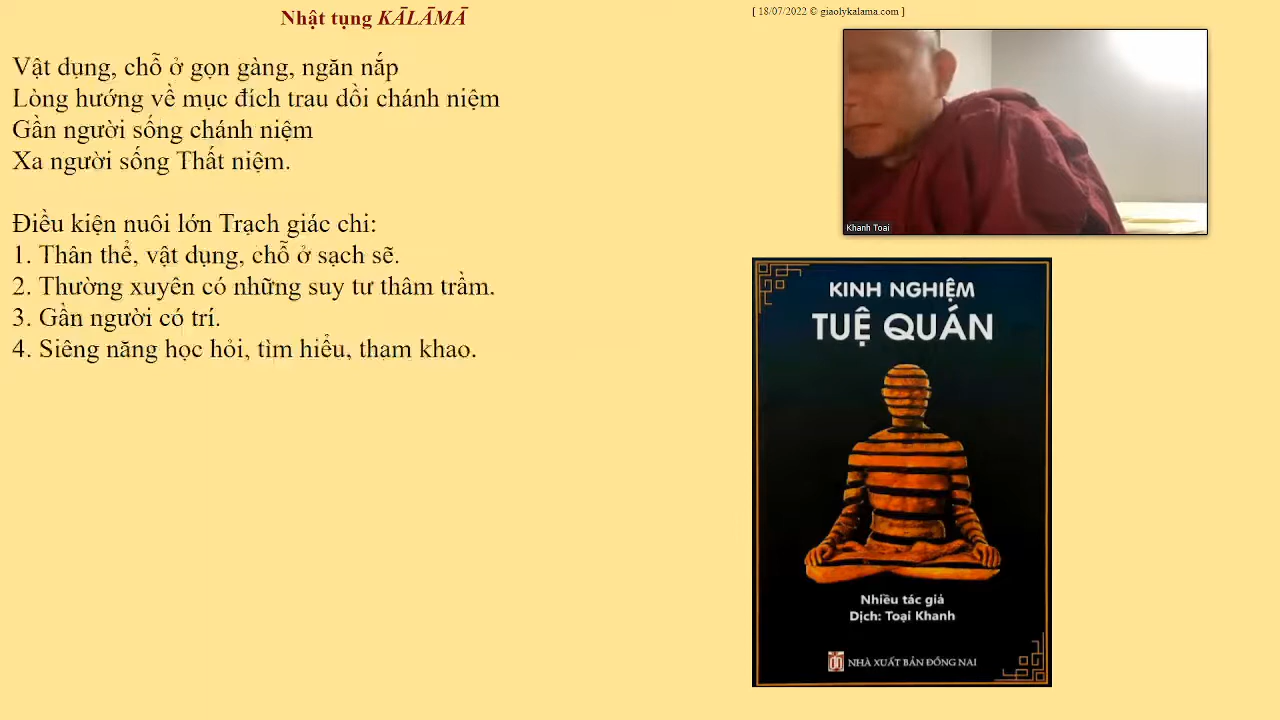 Nhật tụng KĀLĀMĀ
[ 18/07/2022 © giaolykalama.com ]
Vật dụng, chỗ ở gọn gàng, ngăn nắp
Lòng hướng về mục đích trau dồi chánh niệm
Gần người sống chánh niệm
Xa người sống Thất niệm.
Điều kiện nuôi lớn Trạch giác chi:
1. Thân thể, vật dụng, chỗ ở sạch sẽ.
2. Thường xuyên có những suy tư thâm trầm.
3. Gần người có trí.
4. Siêng năng học hỏi, tìm hiểu, tham khao.
Khanh Toai
KINH NGHIỆM
TUỆ QUÁN
Nhiều tác giả
Dịch: Toại Khanh
NHÀ XUẤT BẢN ĐỒNG NAI